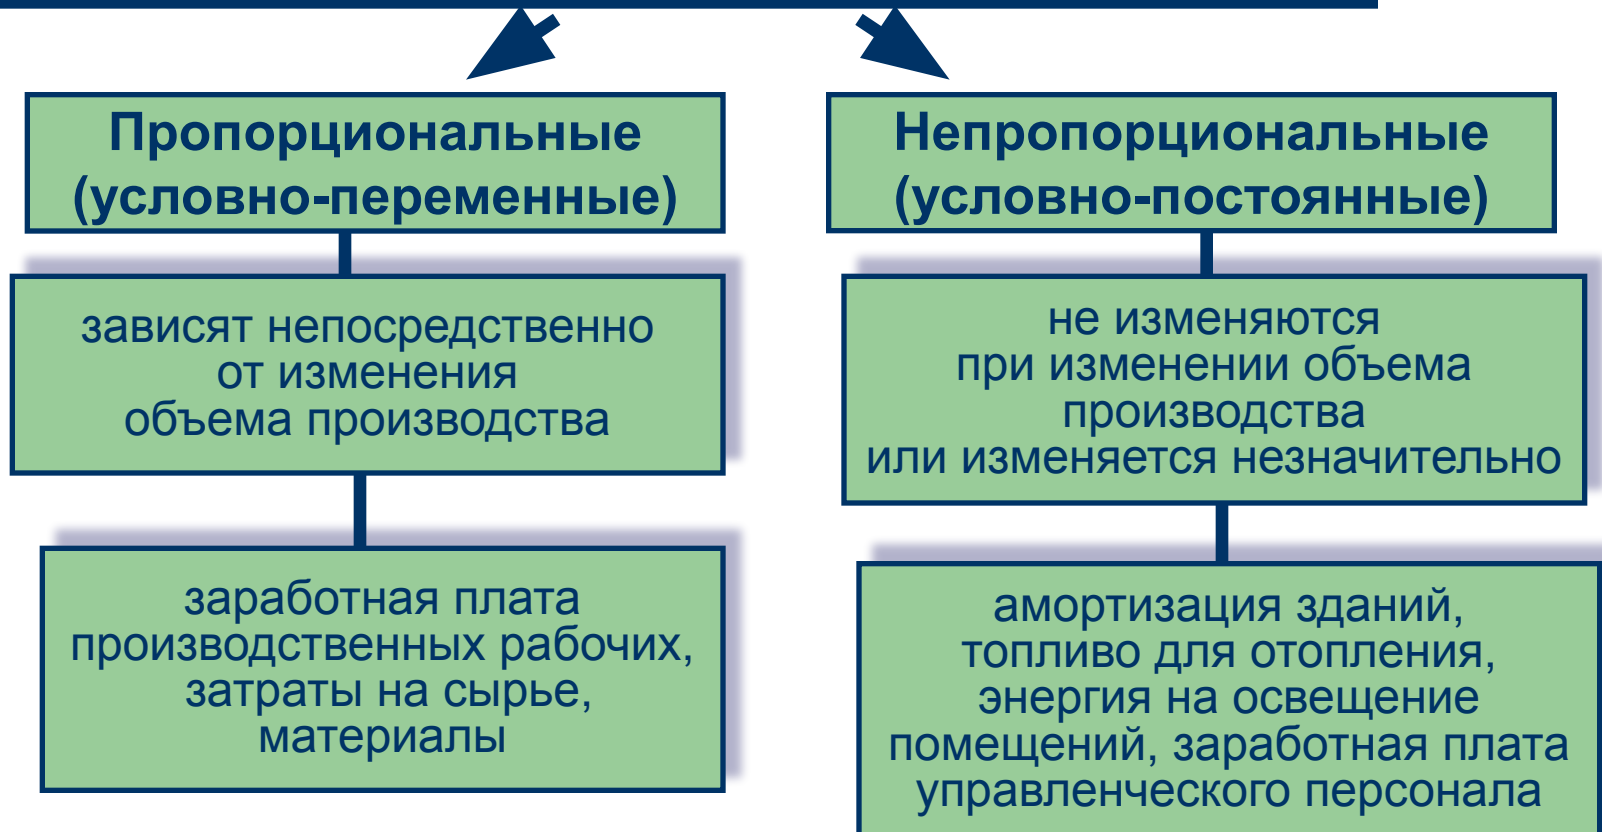 Пропорциональные
(условно-переменные)
зависят непосредственно
от изменения
объема производства
заработная плата
производственных рабочих,
затраты на сырье,
материалы
Непропорциональные
(условно-постоянные)
не изменяются
при изменении объема
производства
или изменяется незначительно
амортизация зданий,
топливо для отопления,
энергия на освещение
помещений, заработная плата
управленческого персонала